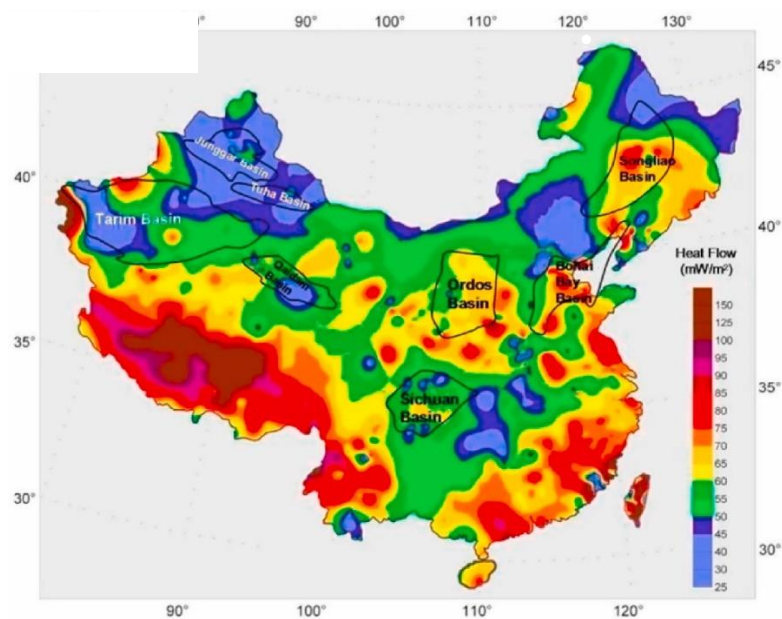 90° 100° 110° 120° 130°
45°
40°
Junggar Basin
Tuha Basin
Songliao
Basin
Tarim Basin
40°
Heat Flow
(mW/m²)
Qaidam
Basin
Ordos
Basin
Bohai
Bay
Basin
150
125
100
95
90
85
80
75
70
65
60
55
50
45
40
30
25
35°
35°
Sichuan
Basin
30°
30°
90° 100° 110° 120°